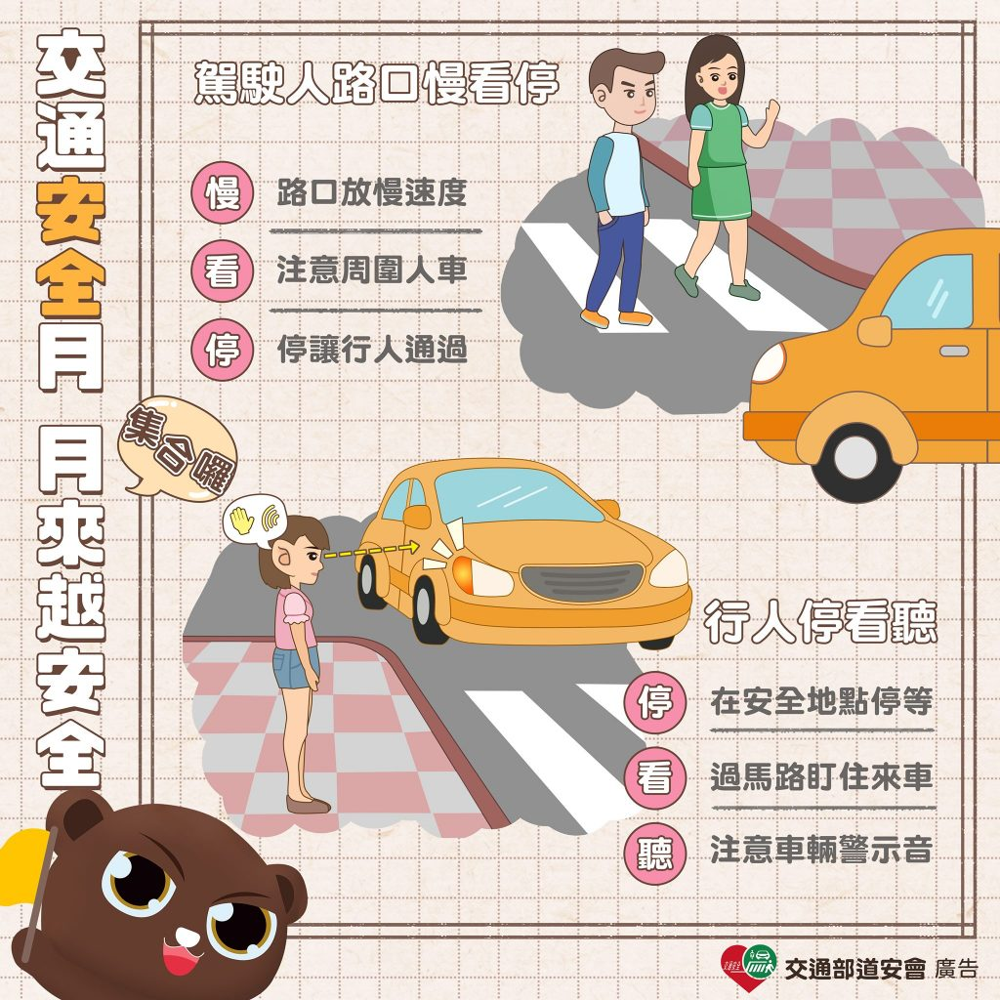 交通安全月 月來越安全
集合囉
駕駛人路口慢看停
慢 路口放慢速度
看 注意周圍人車
停 停讓行人通過
行人停看聽
停 在安全地點停等
看 過馬路盯住來車
聽 注意車輛警示音
交通部道安會 廣告